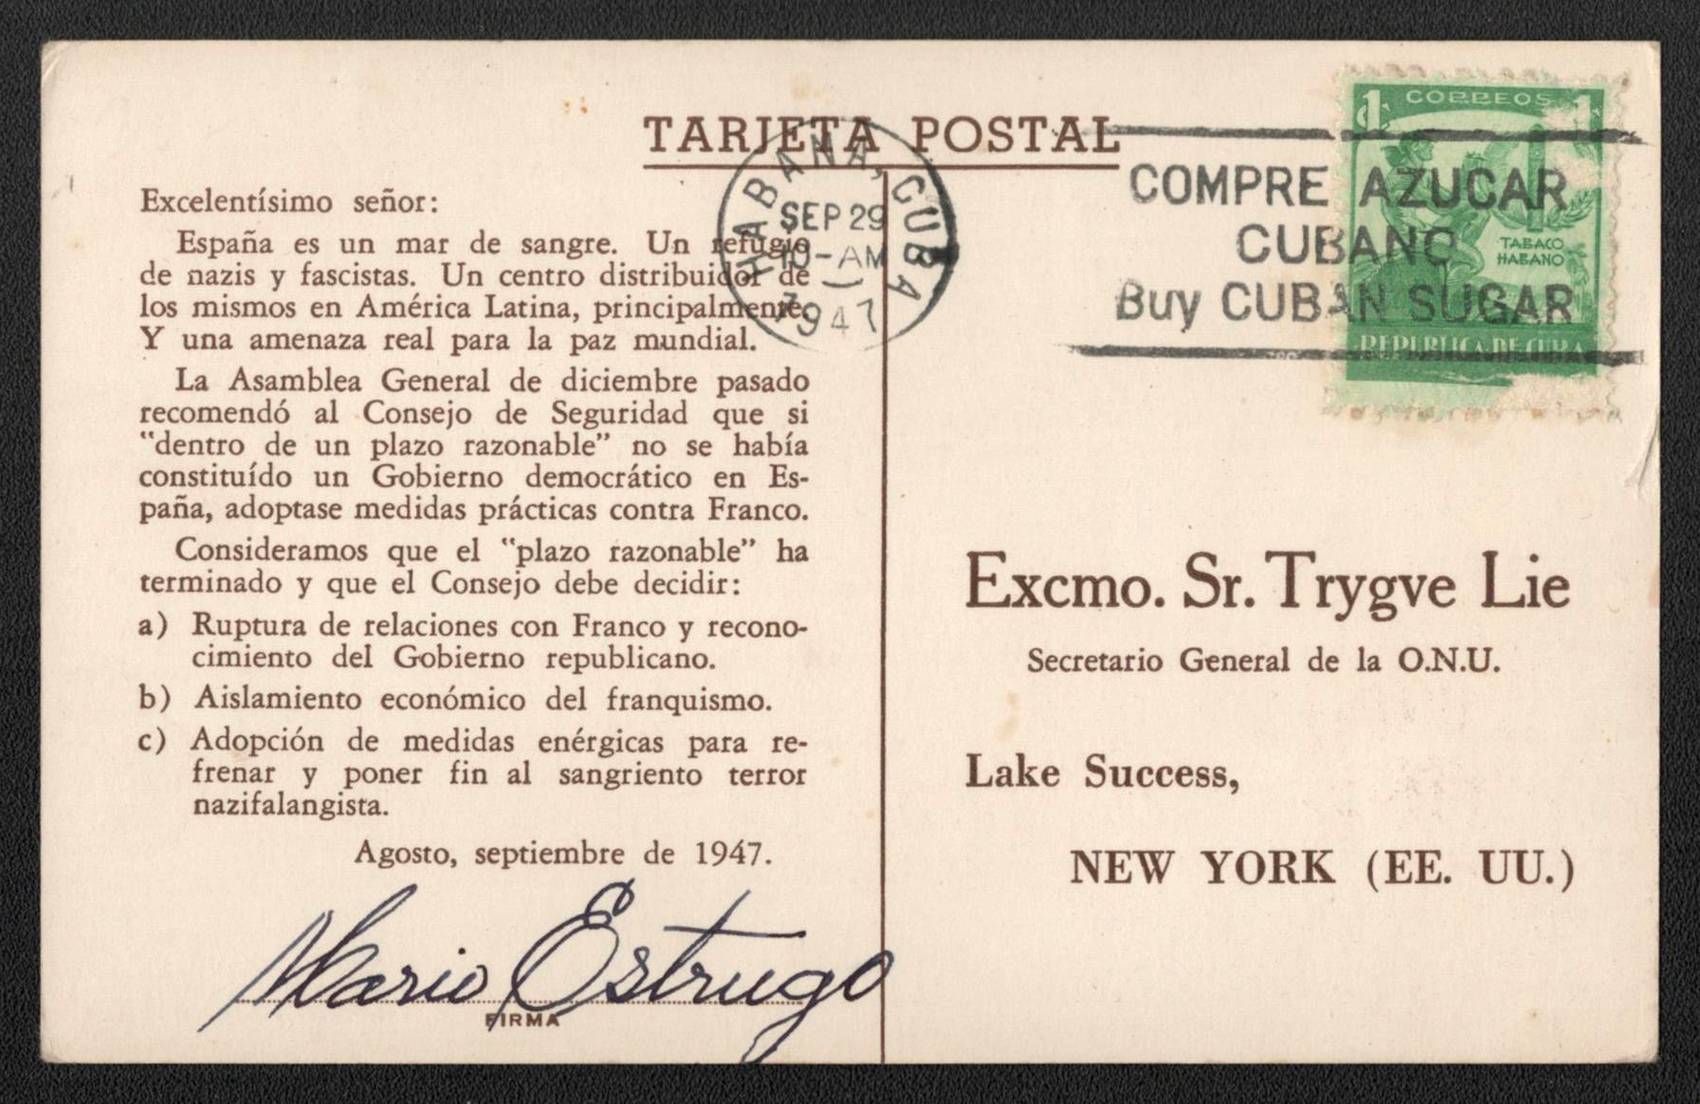 TARJETA POSTAL
Excelentísimo señor:
España es un mar de sangre. Un refugio
de nazis y fascistas. Un centro distribuidor de
los mismos en América Latina, principalmente.
Y una amenaza real para la paz mundial.
La Asamblea General de diciembre pasado
recomendó al Consejo de Seguridad que si
"dentro de un plazo razonable" no se había
constituído un Gobierno democrático en Es-
paña, adoptase medidas prácticas contra Franco.
Consideramos que el "plazo razonable" ha
terminado y que el Consejo debe decidir:
a) Ruptura de relaciones con Franco y recono-
cimiento del Gobierno republicano.
b) Aislamiento económico del franquismo.
c) Adopción de medidas enérgicas para re-
frenar y poner fin al sangriento terror
nazifalangista.
Agosto, septiembre de 1947.
Mario Estrugo
FIRMA
HABANA, CUBA
SEP 29
10-AM
1947
COMPRE AZUCAR
CUBANO
Buy CUBAN SUGAR
1c CORREOS 1c
TABACO
HABANO
REPUBLICA DE CUBA
Excmo. Sr. Trygve Lie
Secretario General de la O.N.U.
Lake Success,
NEW YORK (EE. UU.)